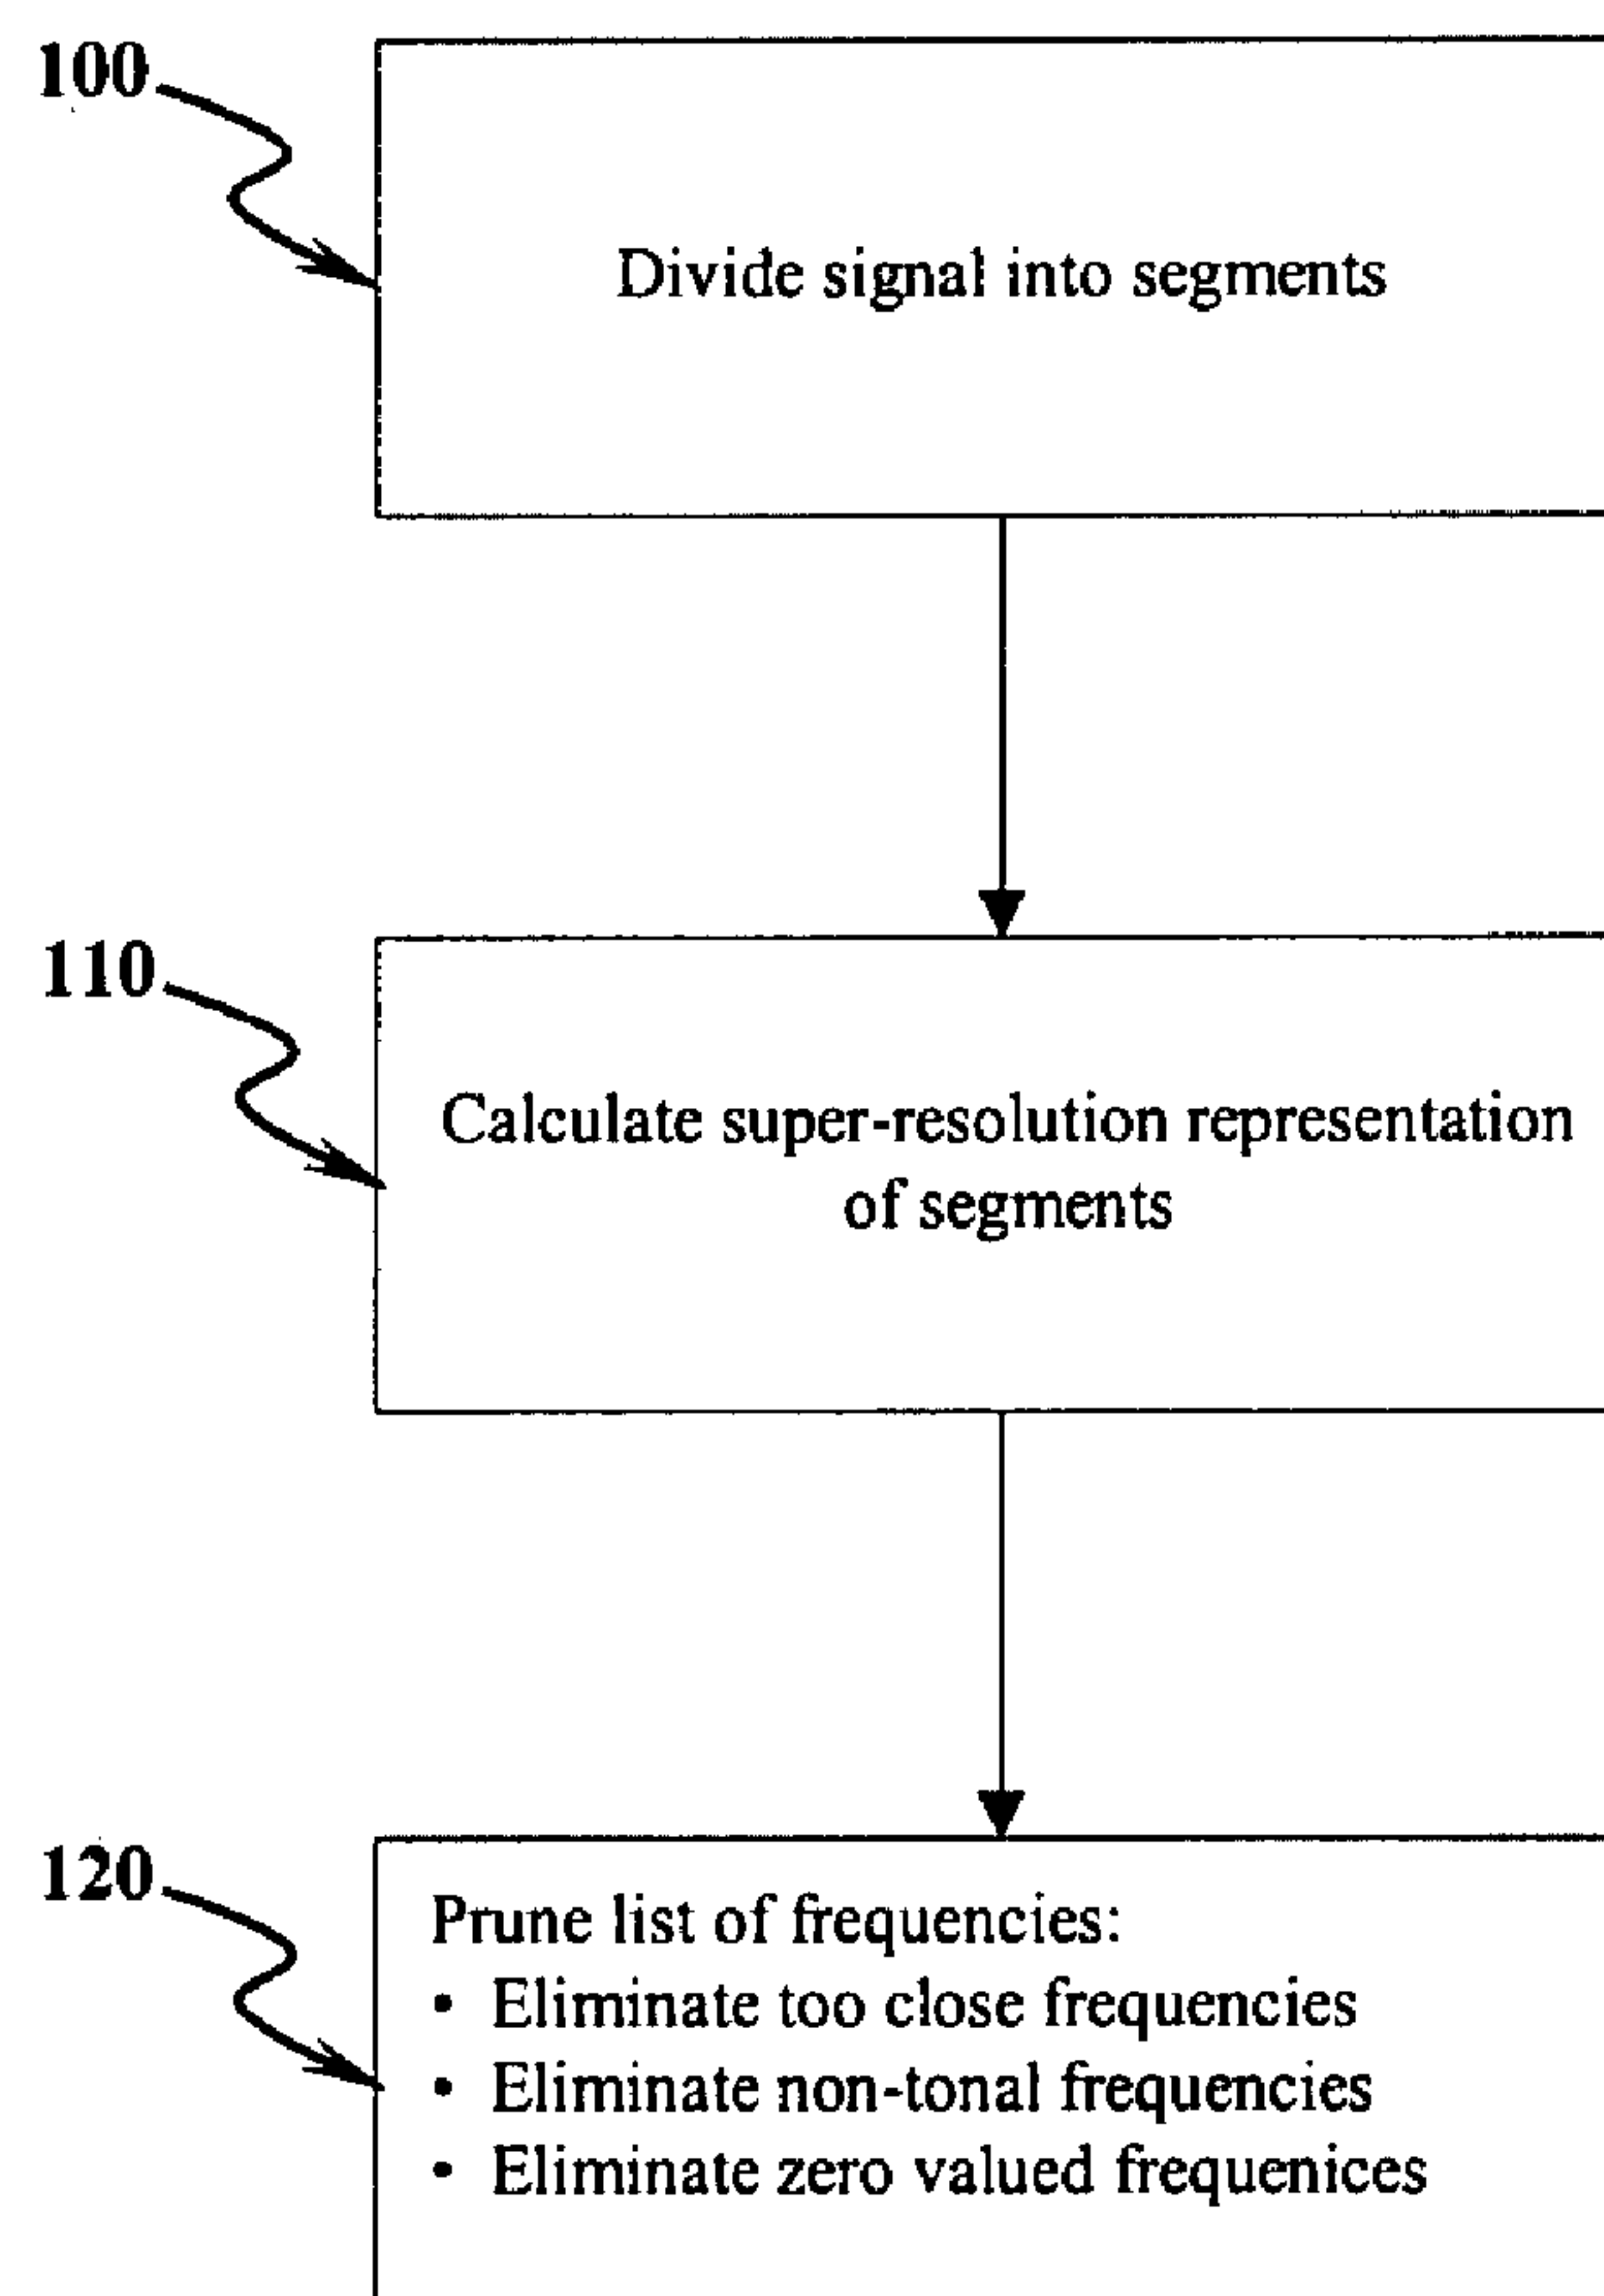 100
Divide signal into segments
110
Calculate super-resolution representation
of segments
120
Prune list of frequencies:
• Eliminate too close frequencies
• Eliminate non-tonal frequencies
• Eliminate zero valued frequenices